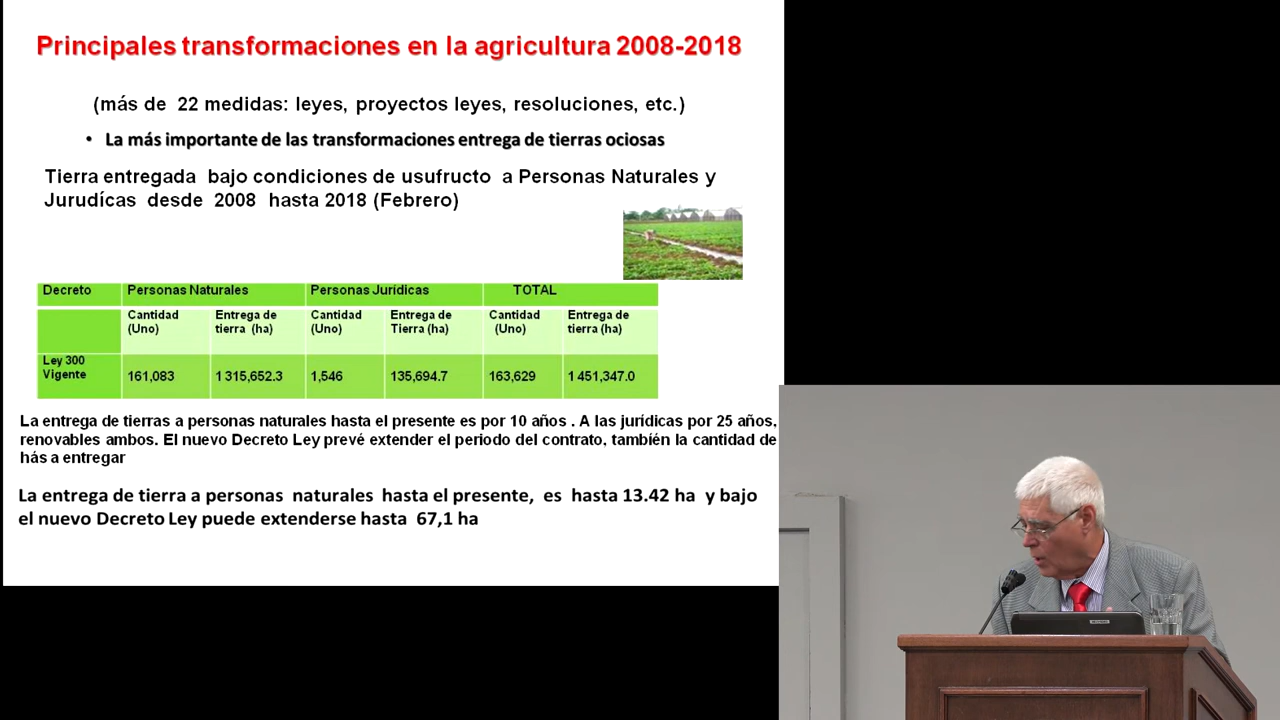 Principales transformaciones en la agricultura 2008-2018
(más de 22 medidas: leyes, proyectos leyes, resoluciones, etc.)
• La más importante de las transformaciones entrega de tierras ociosas
Tierra entregada bajo condiciones de usufructo a Personas Naturales y
Jurudícas desde 2008 hasta 2018 (Febrero)
Decreto Personas Naturales Personas Jurídicas TOTAL
Cantidad (Uno) Entrega de tierra (ha) Cantidad (Uno) Entrega de Tierra (ha) Cantidad (Uno) Entrega de tierra (ha)
Ley 300 Vigente 161,083 1 315,652.3 1,546 135,694.7 163,629 1 451,347.0
La entrega de tierras a personas naturales hasta el presente es por 10 años . A las jurídicas por 25 años,
renovables ambos. El nuevo Decreto Ley prevé extender el periodo del contrato, también la cantidad de
hás a entregar
La entrega de tierra a personas naturales hasta el presente, es hasta 13.42 ha y bajo
el nuevo Decreto Ley puede extenderse hasta 67,1 ha